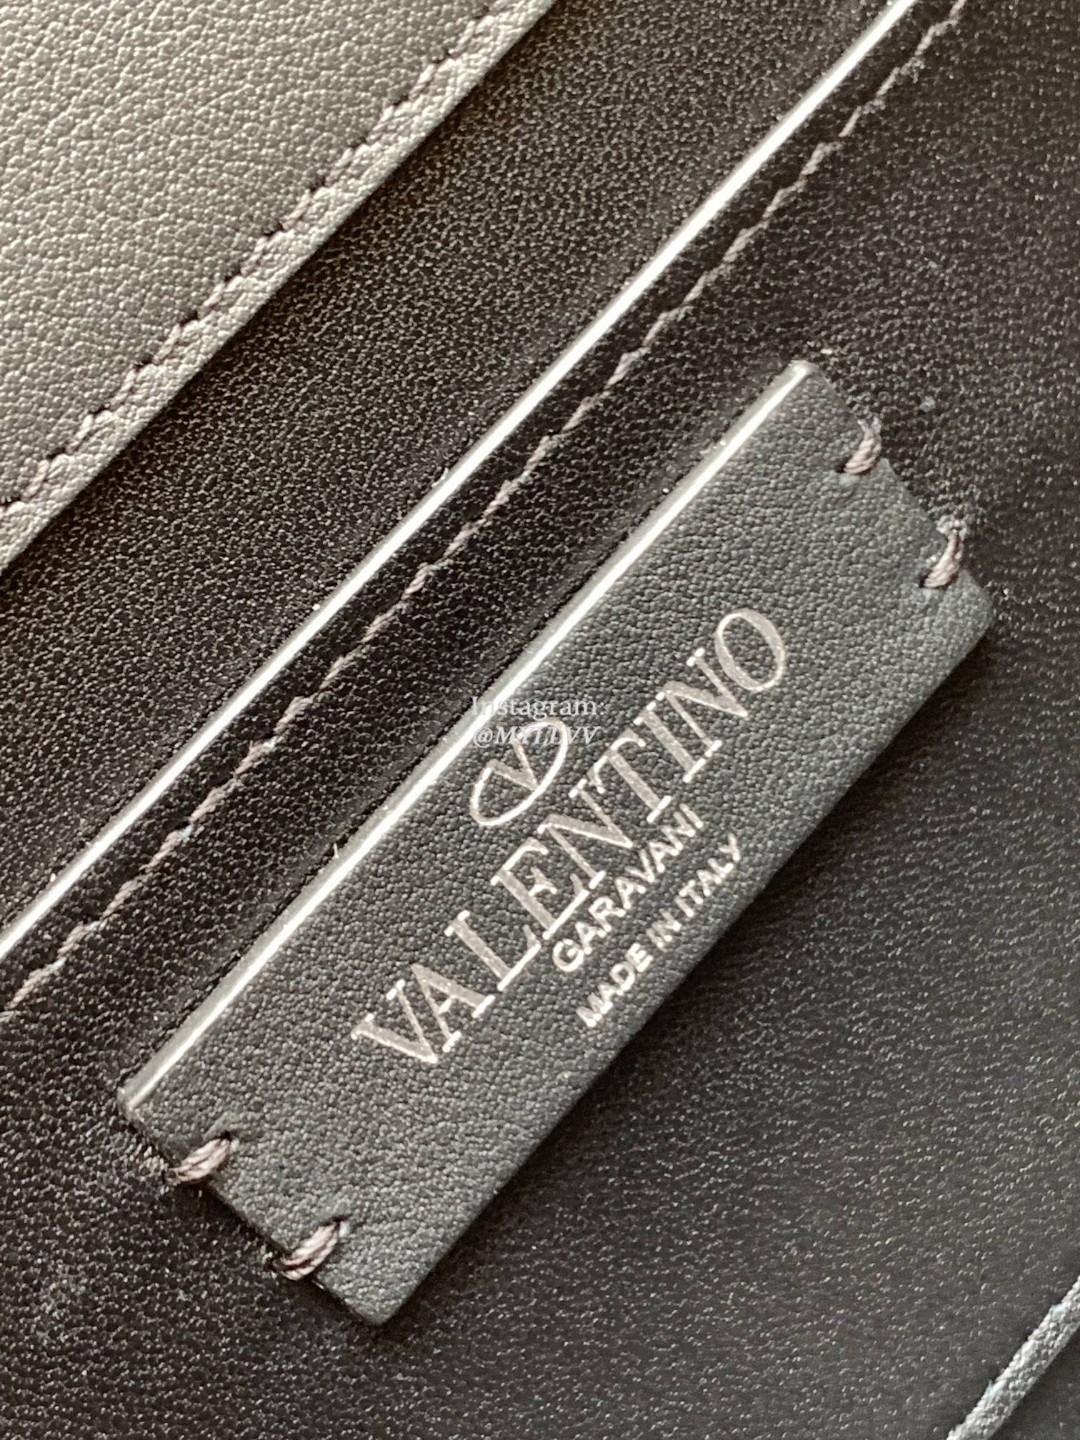 Instagram :
VALENTINO
GARAVANI
MADE IN ITALY